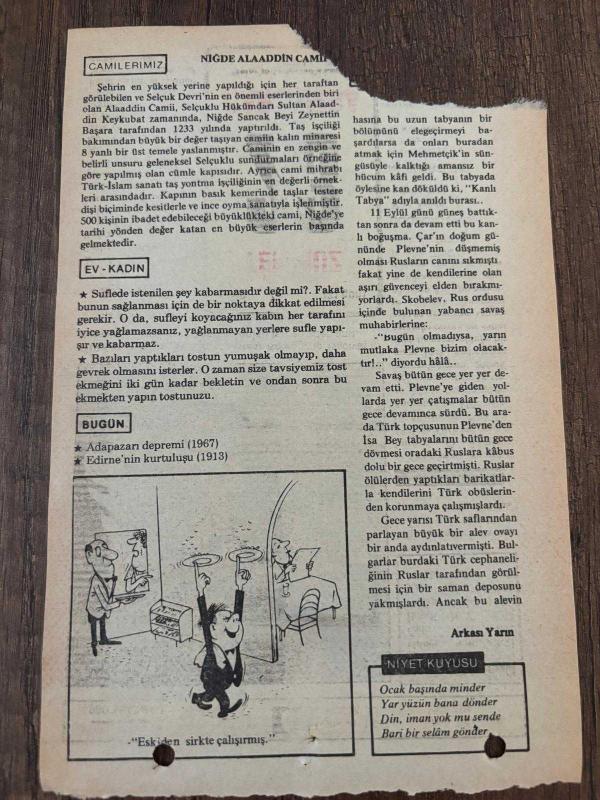 CAMİLERİMİZ
NİĞDE ALAADDİN CAMİ
Şehrin en yüksek yerine yapıldığı için her taraftan
görülebilen ve Selçuk Devri'nin en önemli eserlerinden biri
olan Alaaddin Camii, Selçuklu Hükümdarı Sultan Alaad-
din Keykubat zamanında, Niğde Sancak Beyi Zeynettin
Başara tarafından 1233 yılında yaptırıldı. Taş işçiliği
bakımından büyük bir değer taşıyan camiin kalın minaresi
8 yanlı bir üst temele yaslanmıştır. Caminin en zengin ve
belirli unsuru geleneksel Selçuklu sundurmaları örneğine
göre yapılmış olan cümle kapısıdır. Ayrıca cami mihrabı
Türk-İslam sanatı taş yontma işçiliğinin en değerli örnek-
leri arasındadır. Kapının basık kemerinde taşlar testere
dişi biçiminde kesitlerle ve ince oyma sanatıyla işlenmiştir.
500 kişinin ibadet edebileceği büyüklükteki cami, Niğde'ye
tarihi yönden değer katan en büyük eserlerin başında
gelmektedir.
EV - KADIN
★ Suflede istenilen şey kabarmasıdır değil mi?. Fakat
bunun sağlanması için de bir noktaya dikkat edilmesi
gerekir. O da, sufleyi koyacağınız kabın her tarafını
iyice yağlamazsanız, yağlanmayan yerlere sufle yapı-
şır ve kabarmaz.
★ Bazıları yaptıkları tostun yumuşak olmayıp, daha
gevrek olmasını isterler. O zaman size tavsiyemiz tost
ekmeğini iki gün kadar bekletin ve ondan sonra bu
ekmekten yapın tostunuzu.
BUGÜN
★ Adapazarı depremi (1967)
★ Edirne'nin kurtuluşu (1913)
-"Eskiden sirkte çalışırmış."
hasına bu uzun tabyanın bir
bölümünü elegeçirmeyi ba-
şardılarsa da onları buradan
atmak için Mehmetçik'in sün-
güsüyle kalktığı amansız bir
hücum kâfi geldi. Bu tabyada
öylesine kan döküldü ki, "Kanlı
Tabya" adıyla anıldı burası..
11 Eylül günü güneş battık-
tan sonra da devam etti bu kan-
lı boğuşma. Çar'ın doğum gü-
nünde Plevne'nin düşmemiş
olması Rusların canını sıkmıştı
fakat yine de kendilerine olan
aşırı güvenceyi elden bırakmı-
yorlardı. Skobelev, Rus ordusu
içinde bulunan yabancı savaş
muhabirlerine:
-"Bugün olmadıysa, yarın
mutlaka Plevne bizim olacak-
tır!.." diyordu hâlâ..
Savaş bütün gece yer yer de-
vam etti. Plevne'ye giden yol-
larda yer yer çatışmalar bütün
gece devamınca sürdü. Bu ara-
da Türk topçusunun Plevne'den
İsa Bey tabyalarını bütün gece
dövmesi oradaki Ruslara kâbus
dolu bir gece geçirtmişti. Ruslar
ölülerden yaptıkları barikatlar-
la kendilerini Türk obüslerin-
den korunmaya çalışmışlardı.
Gece yarısı Türk saflarından
parlayan büyük bir alev ovayı
bir anda aydınlatıvermişti. Bul-
garlar burdaki Türk cephaneli-
ğinin Ruslar tarafından görül-
mesi için bir saman deposunu
yakmışlardı. Ancak bu alevin
Arkası Yarın
NİYET KUYUSU
Ocak başında minder
Yar yüzün bana dönder
Din, iman yok mu sende
Bari bir selâm gönder